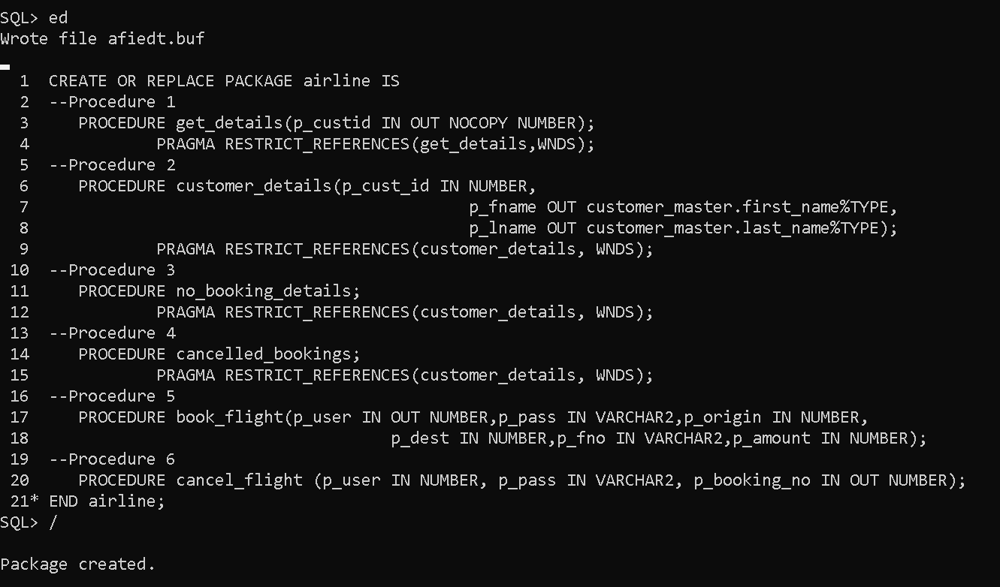 SQL> ed
Wrote file afiedt.buf
  1  CREATE OR REPLACE PACKAGE airline IS
  2  --Procedure 1
  3     PROCEDURE get_details(p_custid IN OUT NOCOPY NUMBER);
  4             PRAGMA RESTRICT_REFERENCES(get_details,WNDS);
  5  --Procedure 2
  6     PROCEDURE customer_details(p_cust_id IN NUMBER,
  7                                             p_fname OUT customer_master.first_name%TYPE,
  8                                             p_lname OUT customer_master.last_name%TYPE);
  9             PRAGMA RESTRICT_REFERENCES(customer_details, WNDS);
 10  --Procedure 3
 11     PROCEDURE no_booking_details;
 12             PRAGMA RESTRICT_REFERENCES(customer_details, WNDS);
 13  --Procedure 4
 14     PROCEDURE cancelled_bookings;
 15             PRAGMA RESTRICT_REFERENCES(customer_details, WNDS);
 16  --Procedure 5
 17     PROCEDURE book_flight(p_user IN OUT NUMBER,p_pass IN VARCHAR2,p_origin IN NUMBER,
 18                                     p_dest IN NUMBER,p_fno IN VARCHAR2,p_amount IN NUMBER);
 19  --Procedure 6
 20     PROCEDURE cancel_flight (p_user IN NUMBER, p_pass IN VARCHAR2, p_booking_no IN OUT NUMBER);
 21* END airline;
SQL> /
Package created.